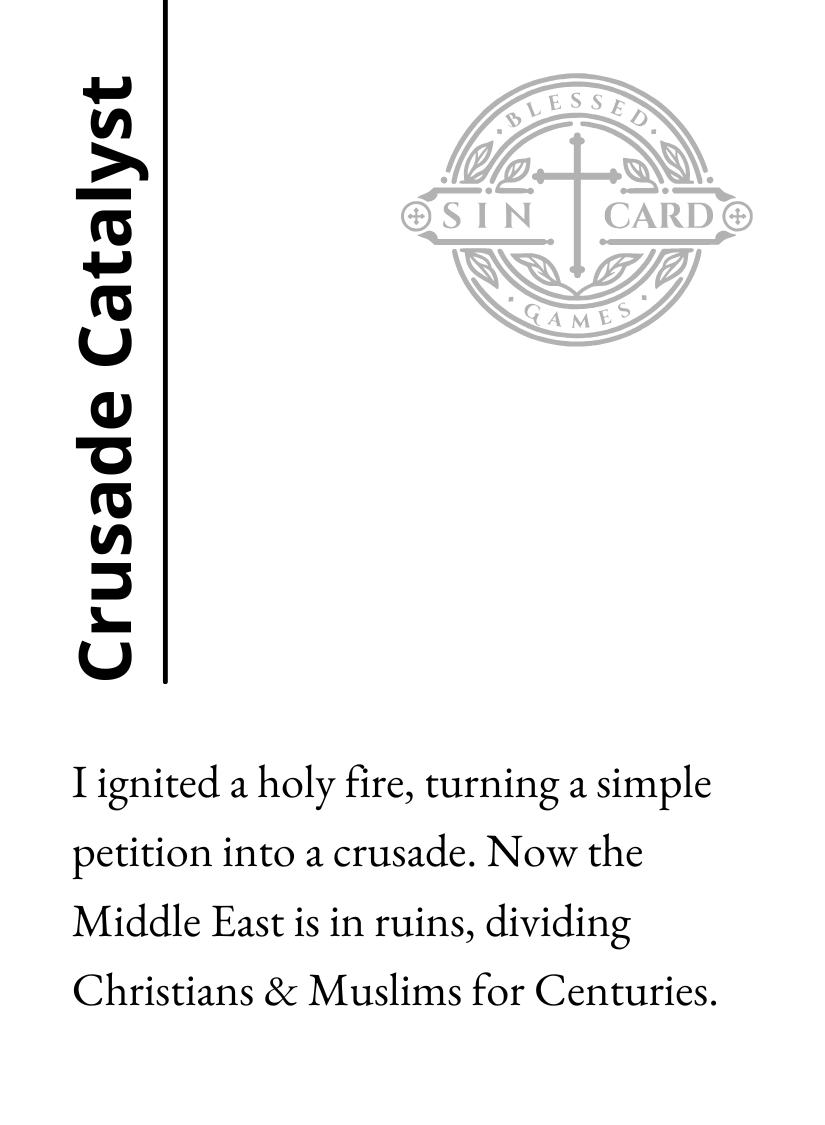 Crusade Catalyst
BLESSED
SIN CARD
GAMES
I ignited a holy fire, turning a simple
petition into a crusade. Now the
Middle East is in ruins, dividing
Christians & Muslims for Centuries.